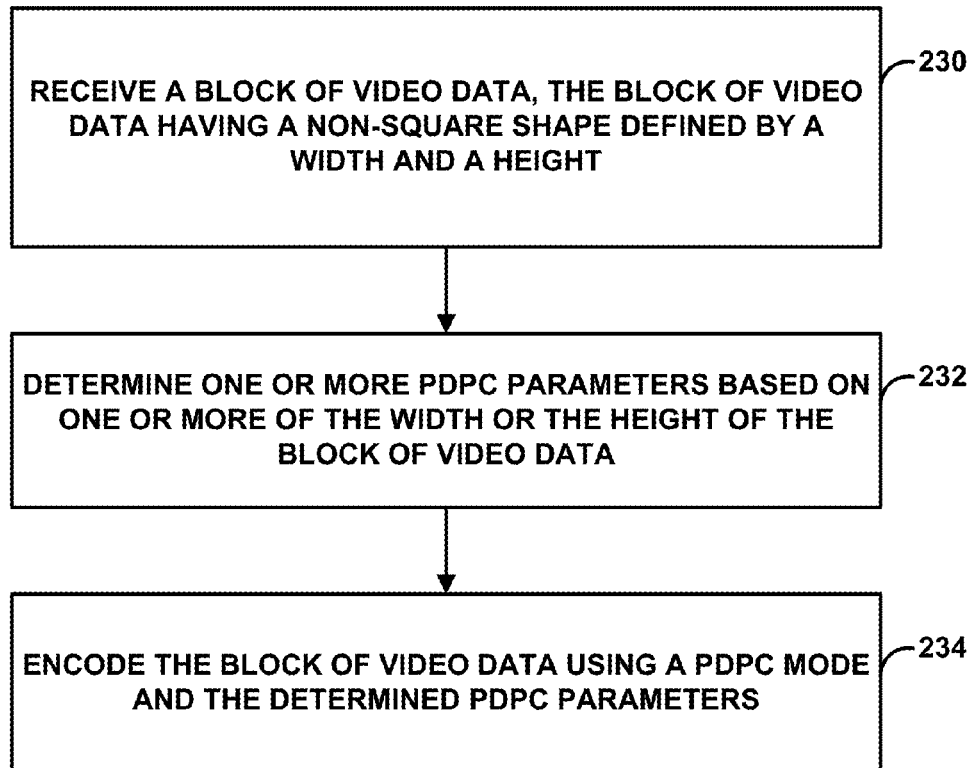 230
RECEIVE A BLOCK OF VIDEO DATA, THE BLOCK OF VIDEO
DATA HAVING A NON-SQUARE SHAPE DEFINED BY A
WIDTH AND A HEIGHT
232
DETERMINE ONE OR MORE PDPC PARAMETERS BASED ON
ONE OR MORE OF THE WIDTH OR THE HEIGHT OF THE
BLOCK OF VIDEO DATA
234
ENCODE THE BLOCK OF VIDEO DATA USING A PDPC MODE
AND THE DETERMINED PDPC PARAMETERS